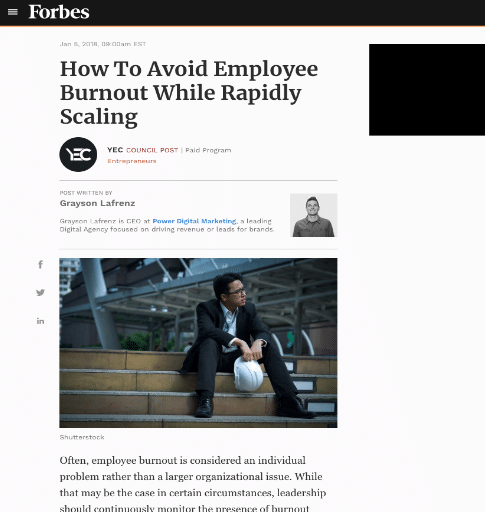 Forbes
Jan 5, 2018, 09:00am EST
How To Avoid Employee
Burnout While Rapidly
Scaling
YEC
YEC COUNCIL POST | Paid Program
Entrepreneurs
POST WRITTEN BY
Grayson Lafrenz
Grayson Lafrenz is CEO at Power Digital Marketing, a leading
Digital Agency focused on driving revenue or leads for brands.
Shutterstock
Often, employee burnout is considered an individual
problem rather than a larger organizational issue. While
that may be the case in certain circumstances, leadership
should continuously monitor the presence of burnout